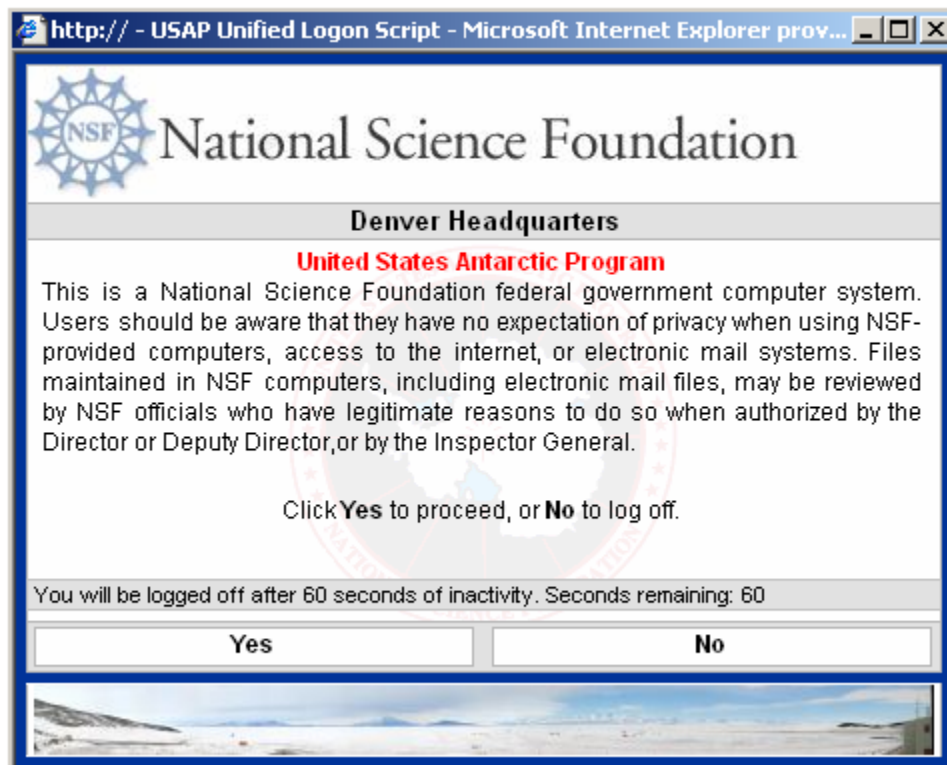 http:// - USAP Unified Logon Script - Microsoft Internet Explorer prov...
NSF
National Science Foundation
Denver Headquarters
United States Antarctic Program
This is a National Science Foundation federal government computer system.
Users should be aware that they have no expectation of privacy when using NSF-
provided computers, access to the internet, or electronic mail systems. Files
maintained in NSF computers, including electronic mail files, may be reviewed
by NSF officials who have legitimate reasons to do so when authorized by the
Director or Deputy Director,or by the Inspector General.
Click Yes to proceed, or No to log off.
You will be logged off after 60 seconds of inactivity. Seconds remaining: 60
Yes
No